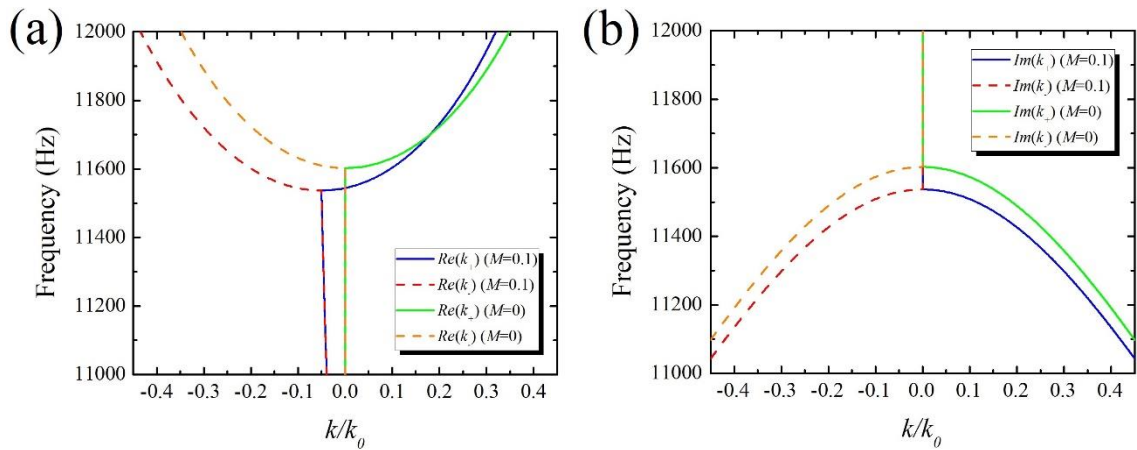 (a)
12000
11800
11600
11400
11200
11000
Frequency (Hz)
Re(k₊) (M=0.1)
Re(k₋) (M=0.1)
Re(k₊) (M=0)
Re(k₋) (M=0)
-0.4 -0.3 -0.2 -0.1 0.0 0.1 0.2 0.3 0.4
k/k₀
(b)
12000
11800
11600
11400
11200
11000
Frequency (Hz)
Im(k₊) (M=0.1)
Im(k₋) (M=0.1)
Im(k₊) (M=0)
Im(k₋) (M=0)
-0.4 -0.3 -0.2 -0.1 0.0 0.1 0.2 0.3 0.4
k/k₀